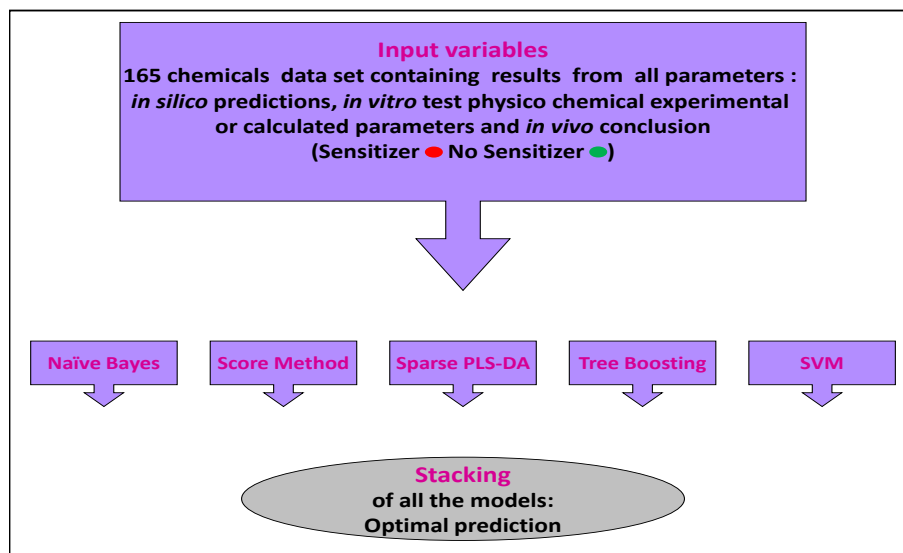 Input variables
165 chemicals data set containing results from all parameters :
in silico predictions, in vitro test physico chemical experimental
or calculated parameters and in vivo conclusion
(Sensitizer No Sensitizer )
Naïve Bayes
Score Method
Sparse PLS-DA
Tree Boosting
SVM
Stacking
of all the models:
Optimal prediction